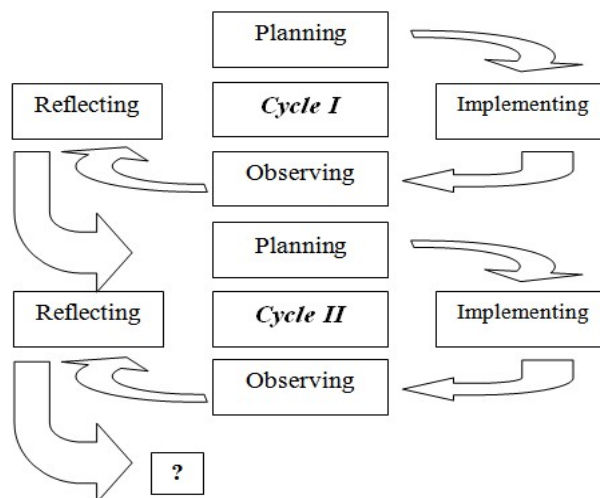 Planning
Reflecting
Cycle I
Implementing
Observing
Planning
Reflecting
Cycle II
Implementing
Observing
?